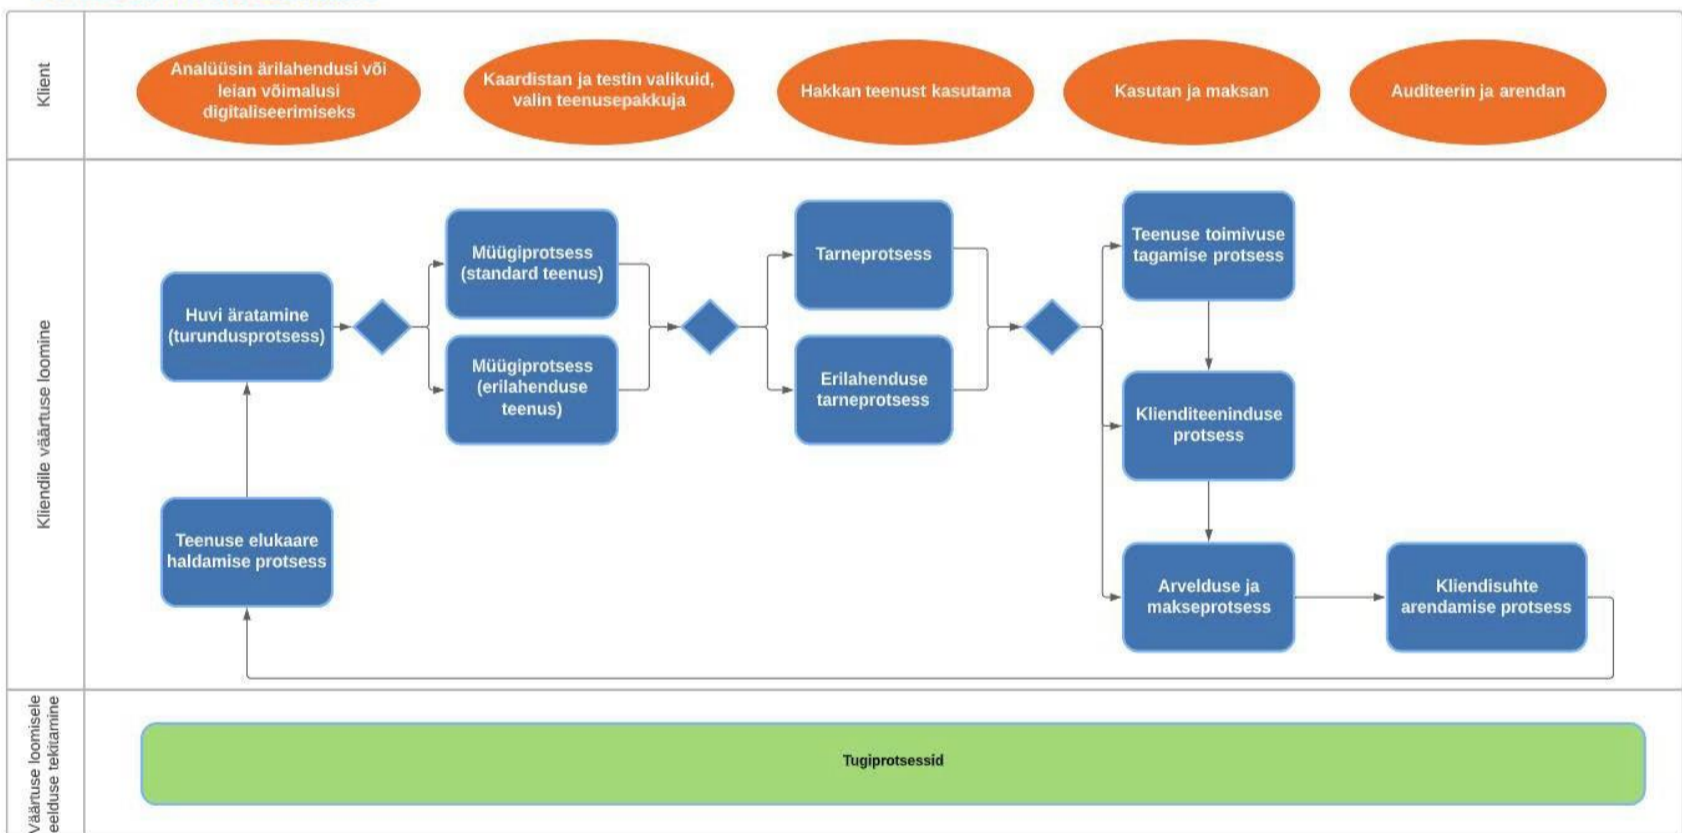 Klient
Analüüsin ärilahendusi või
leian võimalusi
digitaliseerimiseks
Kaardistan ja testin valikuid,
valin teenusepakkuja
Hakkan teenust kasutama
Kasutan ja maksan
Auditeerin ja arendan
Kliendile väärtuse loomine
Huvi äratamine
(turundusprotsess)
Müügiprotsess
(standard teenus)
Müügiprotsess
(erilahenduse
teenus)
Tarneprotsess
Erilahenduse
tarneprotsess
Teenuse toimivuse
tagamise protsess
Klienditeeninduse
protsess
Teenuse elukaare
haldamise protsess
Arvelduse ja
makseprotsess
Kliendisuhte
arendamise protsess
Väärtuse loomisele
eelduse tekitamine
Tugiprotsessid